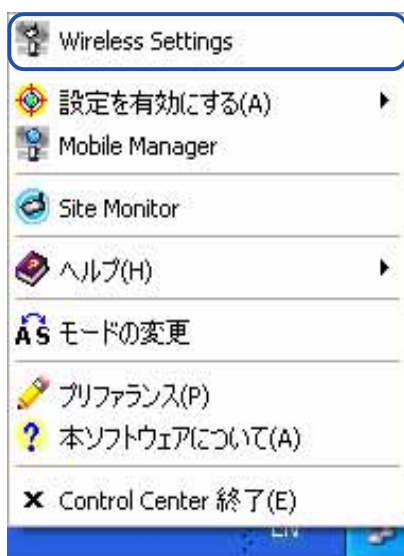 Wireless Settings
設定を有効にする(A)
Mobile Manager
Site Monitor
ヘルプ(H)
モードの変更
プリファランス(P)
本ソフトウェアについて(A)
Control Center 終了(E)
EN